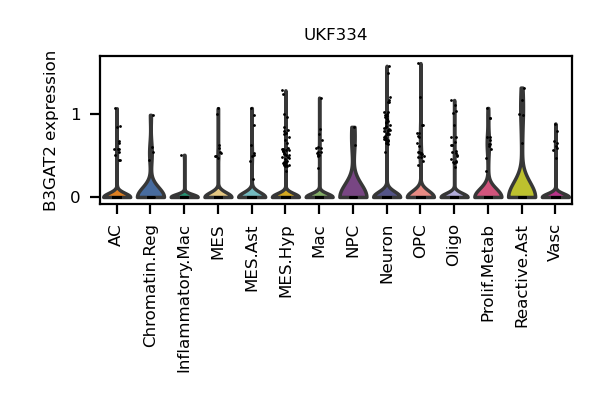 UKF334
B3GAT2 expression
1
0
AC
Chromatin.Reg
Inflammatory.Mac
MES
MES.Ast
MES.Hyp
Mac
NPC
Neuron
OPC
Oligo
Prolif.Metab
Reactive.Ast
Vasc